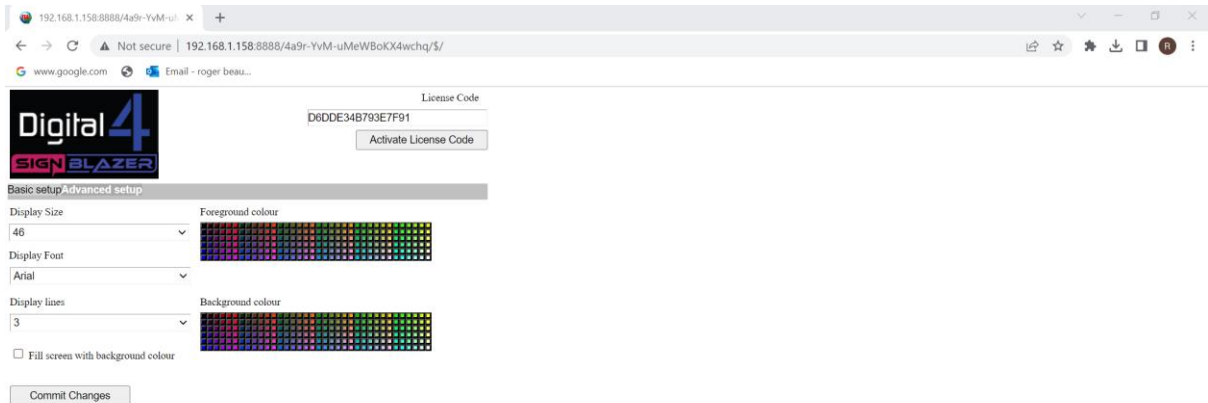 192.168.1.158:8888/4a9r-YvM-u
Not secure | 192.168.1.158:8888/4a9r-YvM-uMeWBoKX4wchq/$/
R
www.google.com Email - roger beau...
License Code
D6DDE34B793E7F91
Activate License Code
Digital 4
SIGN BLAZER
Basic setup Advanced setup
Display Size Foreground colour
46
Display Font
Arial
Display lines Background colour
3
Fill screen with background colour
Commit Changes